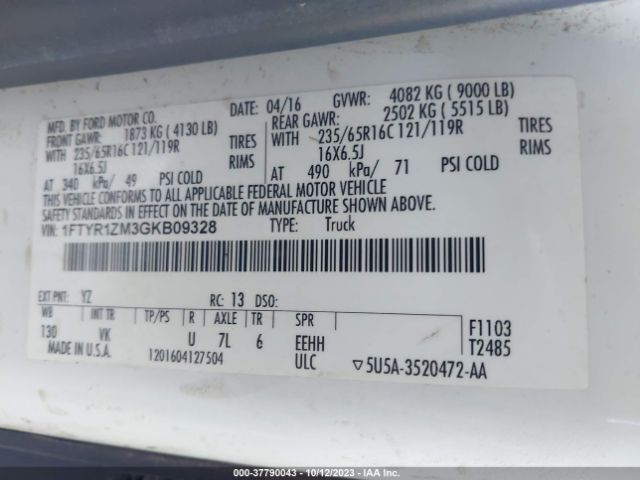 MFD. BY FORD MOTOR CO. DATE: 04/16 GVWR: 4082 KG ( 9000 LB)
FRONT GAWR: 1873 KG ( 4130 LB) REAR GAWR: 2502 KG ( 5515 LB)
WITH 235/65R16C 121/119R TIRES WITH 235/65R16C 121/119R TIRES
16X6.5J RIMS 16X6.5J RIMS
AT 340 kPa/ 49 PSI COLD AT 490 kPa/ 71 PSI COLD
THIS VEHICLE CONFORMS TO ALL APPLICABLE FEDERAL MOTOR VEHICLE
SAFETY STANDARDS IN EFFECT ON THE DATE OF MANUFACTURE SHOWN ABOVE.
VIN: 1FTYR1ZM3GKB09328 TYPE: Truck
EXT PNT: YZ RC: 13 DSO:
WB INT TR TP/PS R AXLE TR SPR F1103
130 VK U 7L 6 EEHH T2485
MADE IN U.S.A. 1201604127504 ULC ▽5U5A-3520472-AA
000-37790043 - 10/12/2023 - IAA Inc.